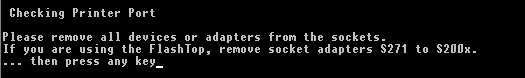 Checking Printer Port
Please remove all devices or adapters from the sockets.
If you are using the FlashTop, remove socket adapters S271 to S200x.
... then press any key_